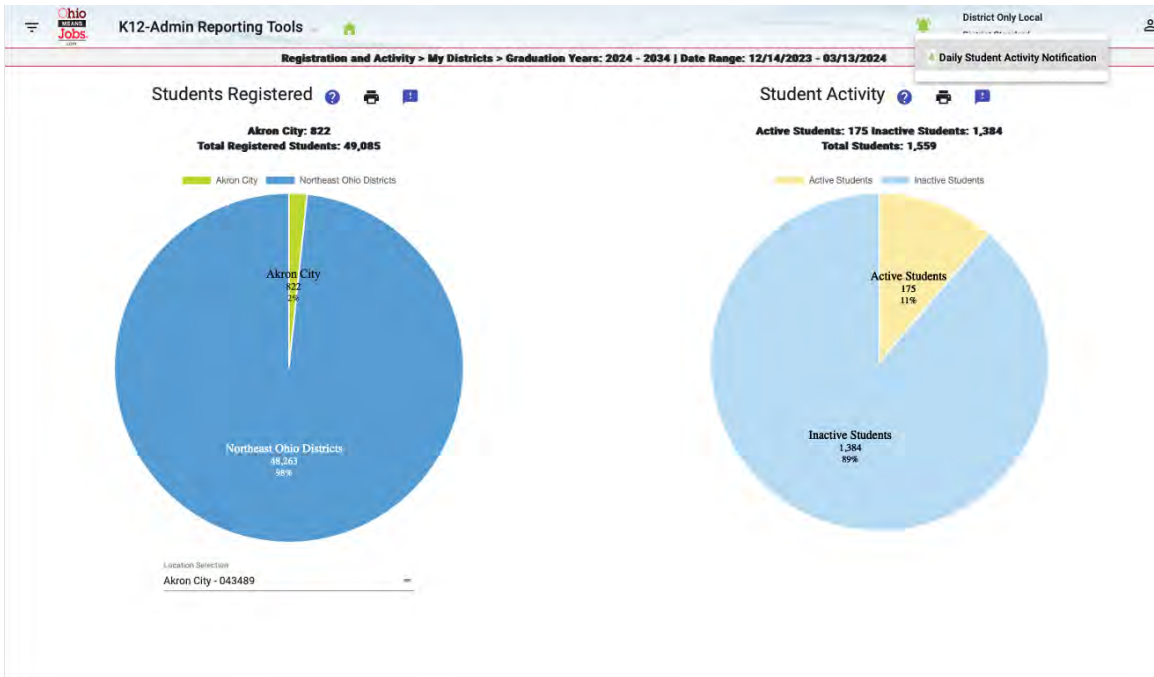 Ohio
MEANS
Jobs
.COM
K12-Admin Reporting Tools
District Only Local
4 Daily Student Activity Notification
Registration and Activity > My Districts > Graduation Years: 2024 - 2034 | Date Range: 12/14/2023 - 03/13/2024
Students Registered
Akron City: 822
Total Registered Students: 49,085
Akron City Northeast Ohio Districts
Akron City
822
2%
Northeast Ohio Districts
48,263
98%
Location Selection
Akron City - 043489
Student Activity
Active Students: 175 Inactive Students: 1,384
Total Students: 1,559
Active Students Inactive Students
Active Students
175
11%
Inactive Students
1,384
89%